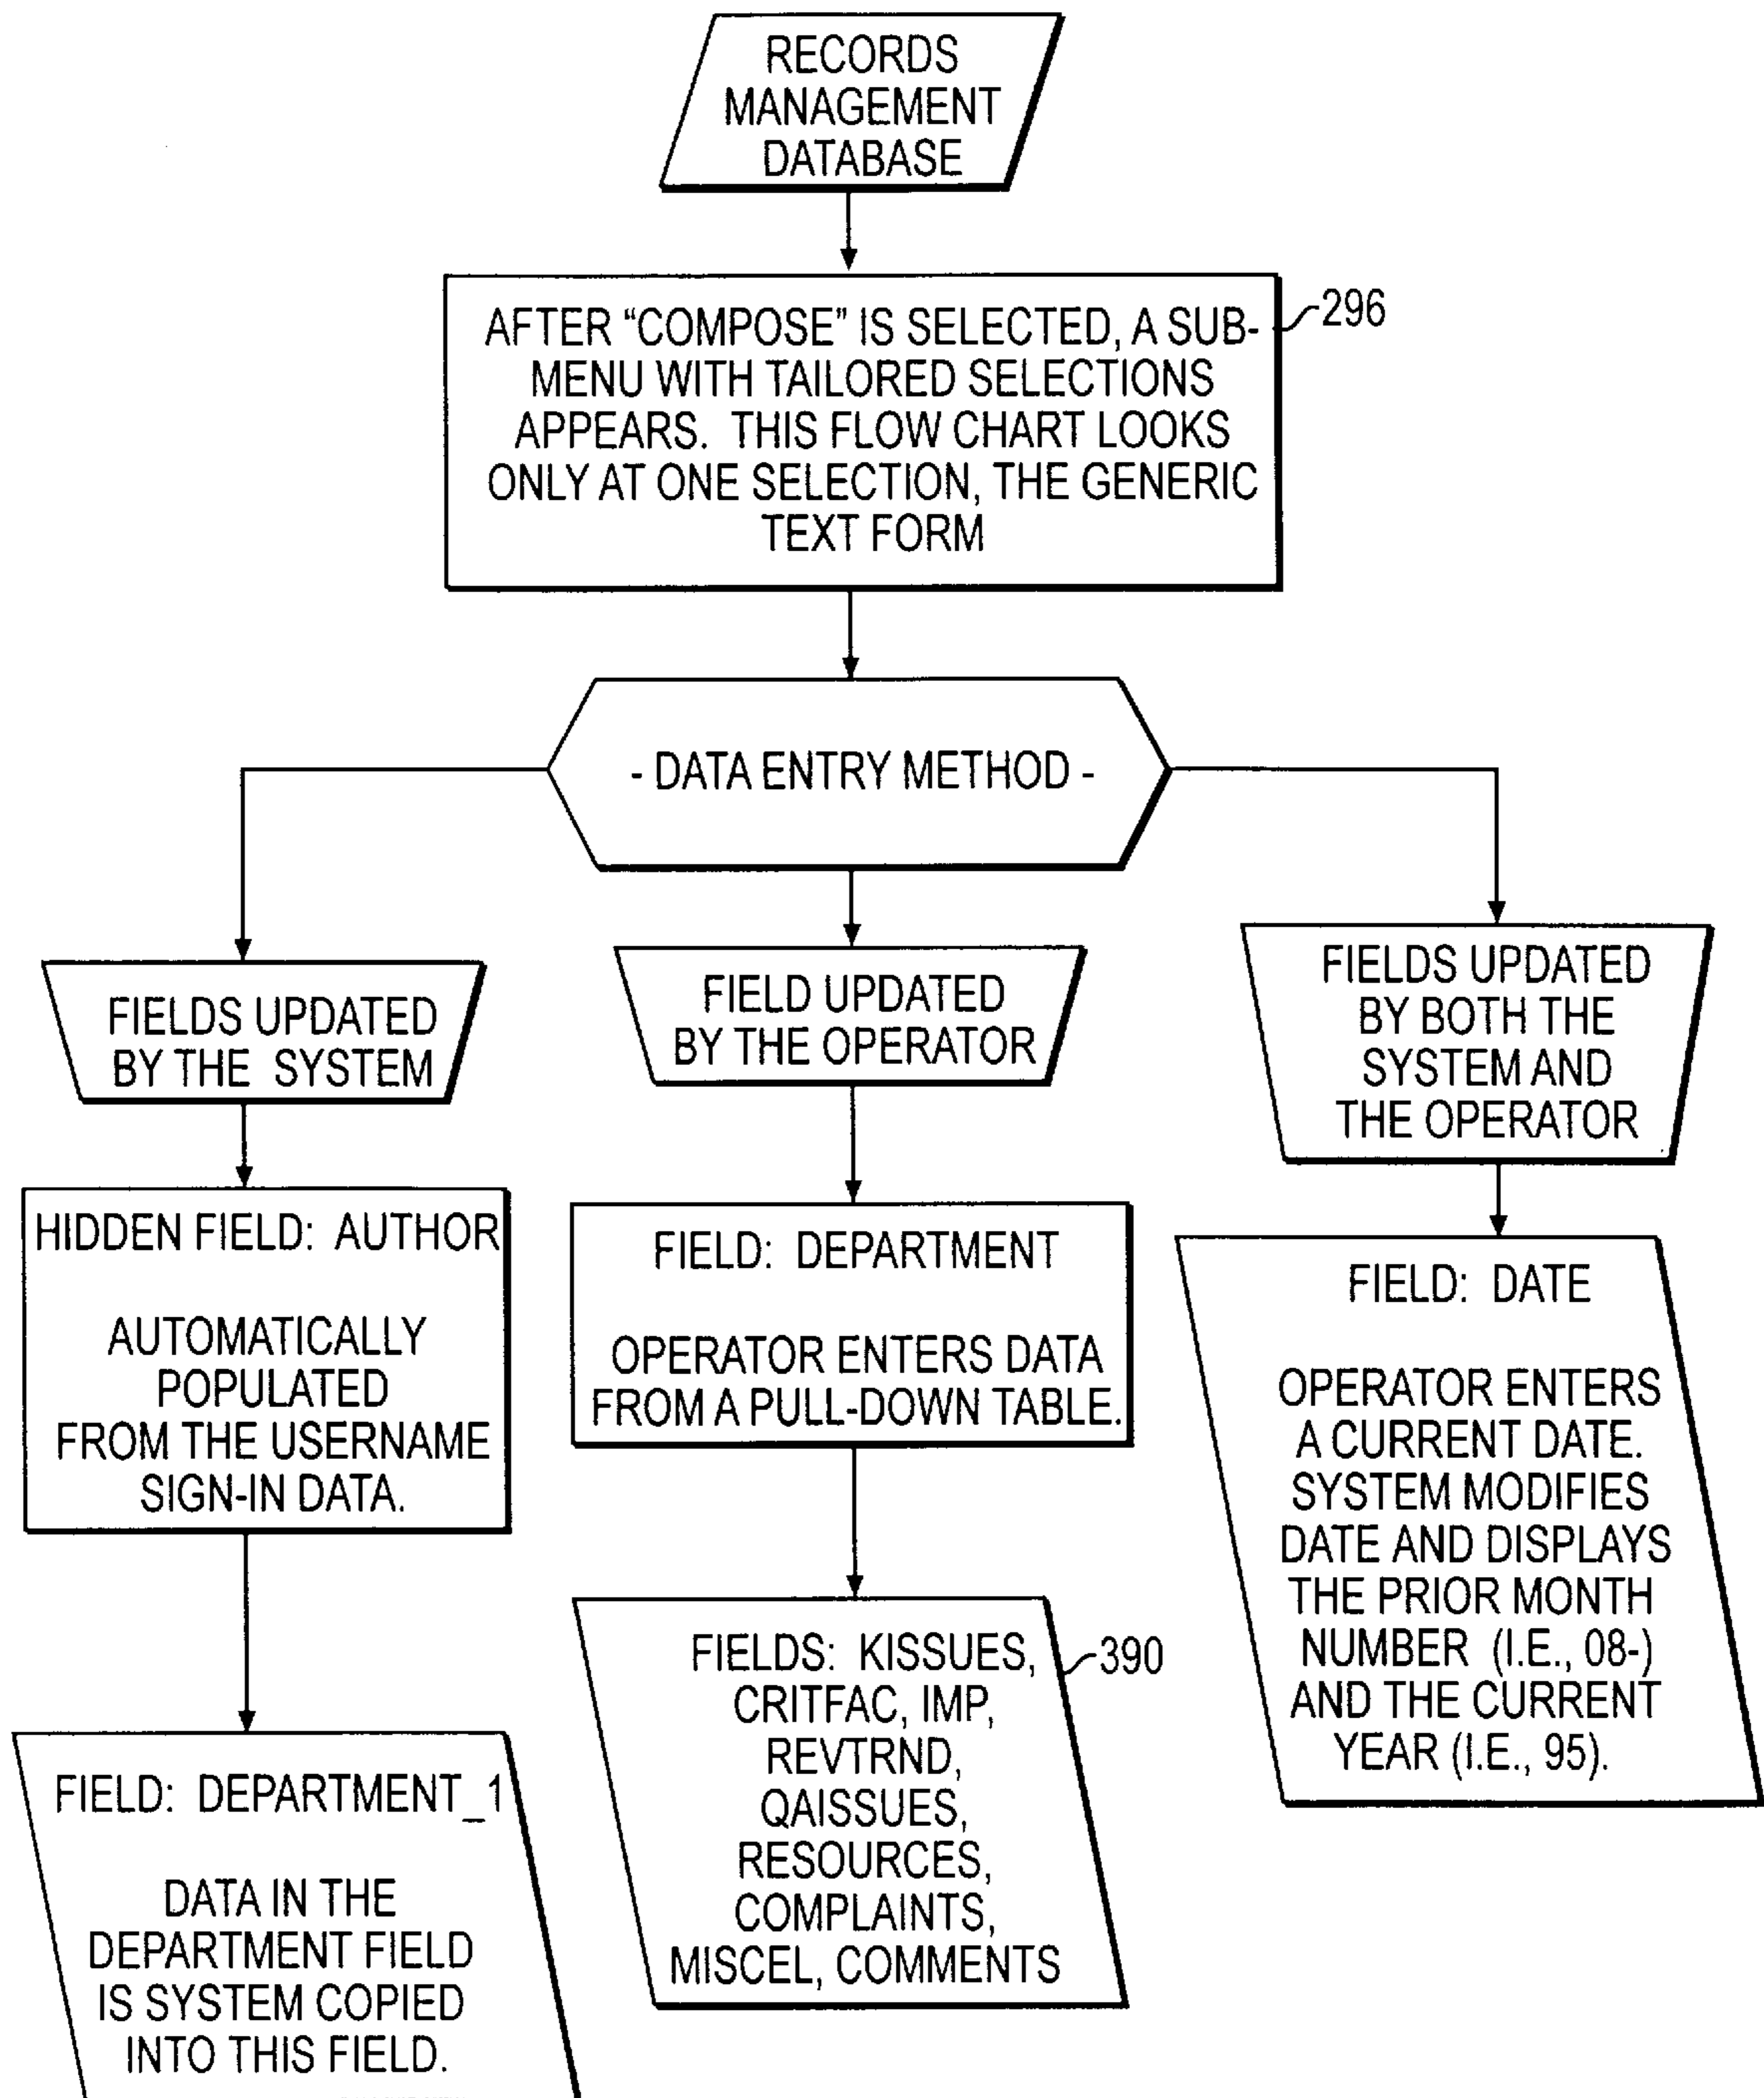 RECORDS
MANAGEMENT
DATABASE
AFTER “COMPOSE” IS SELECTED, A SUB-
MENU WITH TAILORED SELECTIONS
APPEARS. THIS FLOW CHART LOOKS
ONLY AT ONE SELECTION, THE GENERIC
TEXT FORM
296
- DATA ENTRY METHOD -
FIELDS UPDATED
BY THE SYSTEM
HIDDEN FIELD: AUTHOR
AUTOMATICALLY
POPULATED
FROM THE USERNAME
SIGN-IN DATA.
FIELD: DEPARTMENT_1
DATA IN THE
DEPARTMENT FIELD
IS SYSTEM COPIED
INTO THIS FIELD.
FIELD UPDATED
BY THE OPERATOR
FIELD: DEPARTMENT
OPERATOR ENTERS DATA
FROM A PULL-DOWN TABLE.
FIELDS: KISSUES,
CRITFAC, IMP,
REVTRND,
QAISSUES,
RESOURCES,
COMPLAINTS,
MISCEL, COMMENTS
390
FIELDS UPDATED
BY BOTH THE
SYSTEM AND
THE OPERATOR
FIELD: DATE
OPERATOR ENTERS
A CURRENT DATE.
SYSTEM MODIFIES
DATE AND DISPLAYS
THE PRIOR MONTH
NUMBER (I.E., 08-)
AND THE CURRENT
YEAR (I.E., 95).